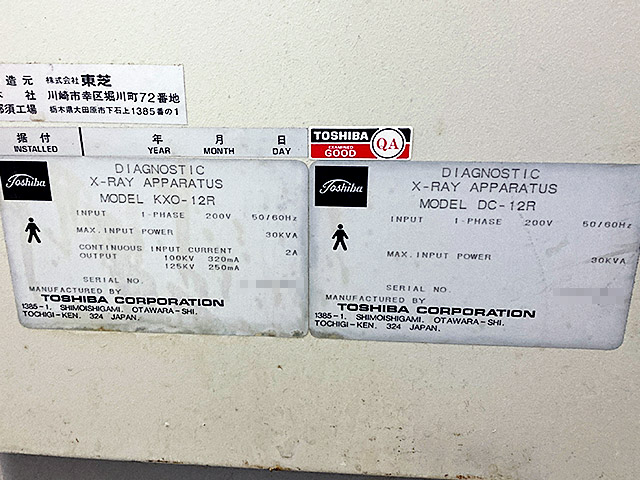 造元 株式会社 東芝
社 川崎市幸区堀川町72番地
那須工場 栃木県大田原市下石上1385番の1
据付 年 月 日
INSTALLED YEAR MONTH DAY
TOSHIBA
EXAMINED
GOOD
QA
Toshiba
DIAGNOSTIC
X-RAY APPARATUS
MODEL KXO-12R
INPUT 1-PHASE 200V 50/60Hz
MAX. INPUT POWER 30KVA
CONTINUOUS INPUT CURRENT 2A
OUTPUT 100KV 320mA
125KV 250mA
SERIAL NO.
MANUFACTURED BY
TOSHIBA CORPORATION
1385-1, SHIMOISHIGAMI, OTAWARA-SHI,
TOCHIGI-KEN, 324 JAPAN.
Toshiba
DIAGNOSTIC
X-RAY APPARATUS
MODEL DC-12R
INPUT 1-PHASE 200V 50/60Hz
MAX. INPUT POWER 30KVA
SERIAL NO.
MANUFACTURED BY
TOSHIBA CORPORATION
1385-1, SHIMOISHIGAMI, OTAWARA-SHI,
TOCHIGI-KEN, 324 JAPAN.